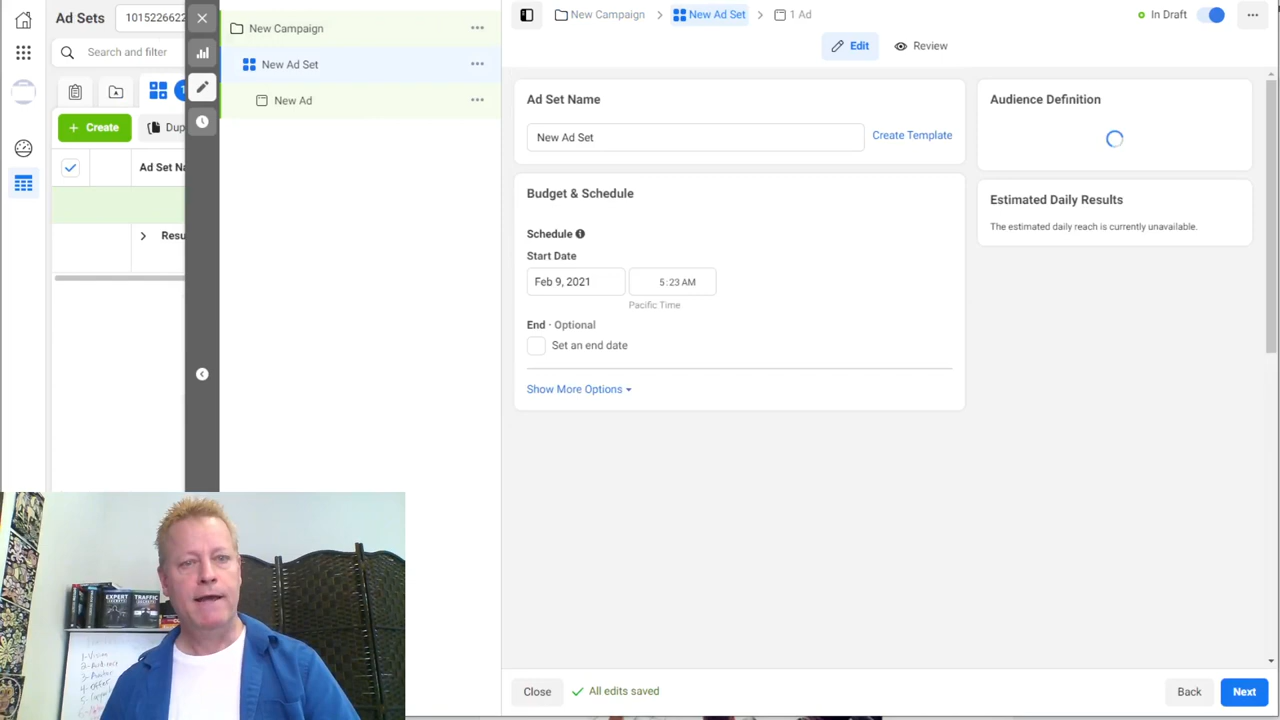 Ad Sets
1015226622
Search and filter
+ Create
Dup
Ad Set Na
Resu
New Campaign
New Ad Set
New Ad
New Campaign > New Ad Set > 1 Ad
In Draft
Edit
Review
Ad Set Name
New Ad Set
Create Template
Budget & Schedule
Schedule
Start Date
Feb 9, 2021
5:23 AM
Pacific Time
End · Optional
Set an end date
Show More Options
Audience Definition
Estimated Daily Results
The estimated daily reach is currently unavailable.
EXPERT
SECRETS
TRAFFIC
SECRETS
Close
All edits saved
Back
Next